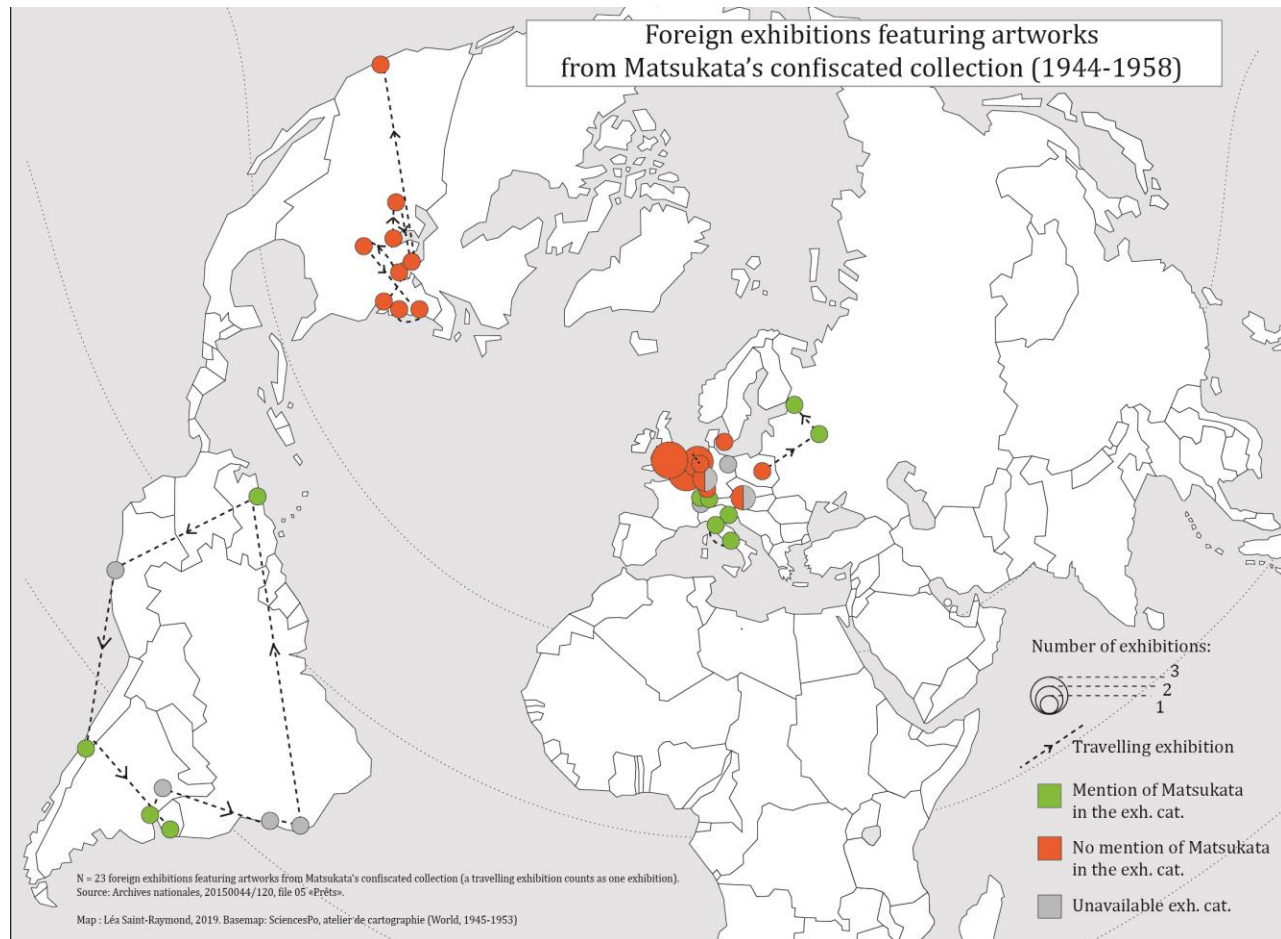 Foreign exhibitions featuring artworks
from Matsukata's confiscated collection (1944-1958)
Number of exhibitions:
3
2
1
Travelling exhibition
Mention of Matsukata
in the exh. cat.
No mention of Matsukata
in the exh. cat.
Unavailable exh. cat.
N = 23 foreign exhibitions featuring artworks from Matsukata's confiscated collection (a travelling exhibition counts as one exhibition).
Source: Archives nationales, 20150044/120, file 05 «Prêts».
Map : Léa Saint-Raymond, 2019. Basemap: SciencesPo, atelier de cartographie (World, 1945-1953)